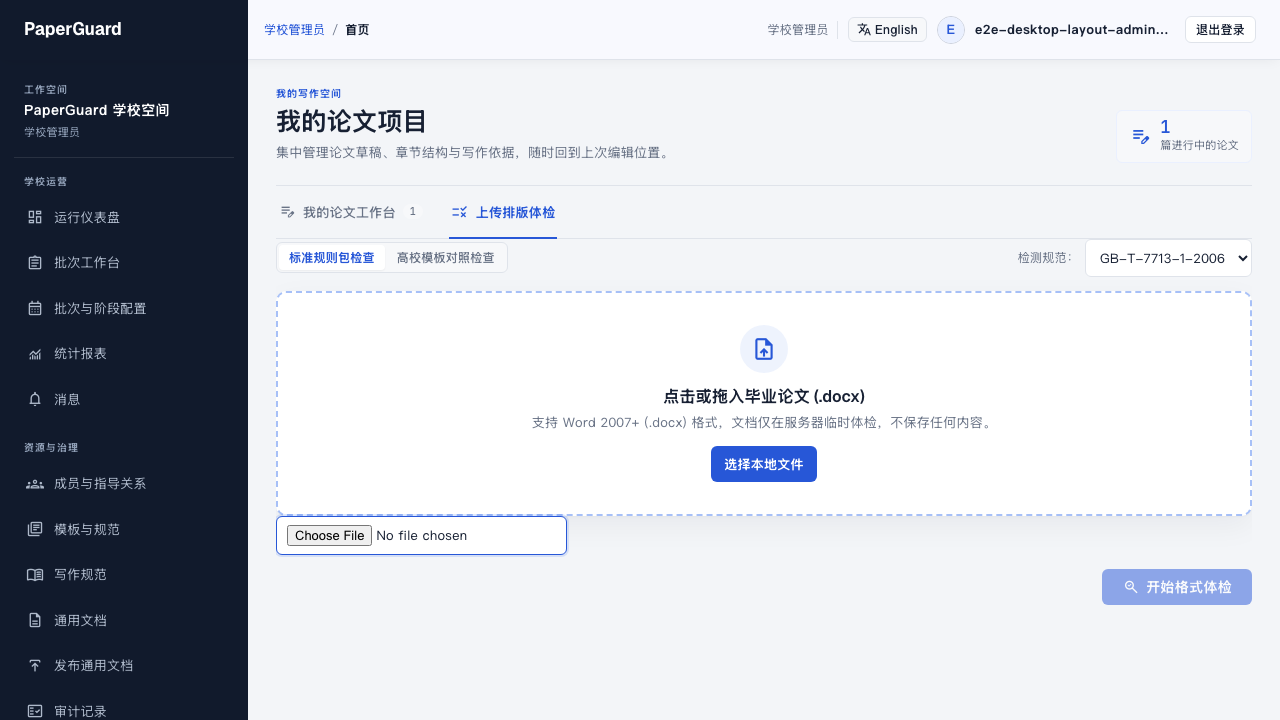 PaperGuard
工作空间
PaperGuard 学校空间
学校管理员
学校运营
运行仪表盘
批次工作台
批次与阶段配置
统计报表
消息
资源与治理
成员与指导关系
模板与规范
写作规范
通用文档
发布通用文档
审计记录
学校管理员 / 首页
学校管理员
English
E
e2e-desktop-layout-admin...
退出登录
我的写作空间
我的论文项目
集中管理论文草稿、章节结构与写作依据，随时回到上次编辑位置。
1
篇进行中的论文
我的论文工作台 1
上传排版体检
标准规则包检查
高校模板对照检查
检测规范：
GB-T-7713-1-2006
点击或拖入毕业论文 (.docx)
支持 Word 2007+ (.docx) 格式，文档仅在服务器临时体检，不保存任何内容。
选择本地文件
Choose File No file chosen
开始格式体检